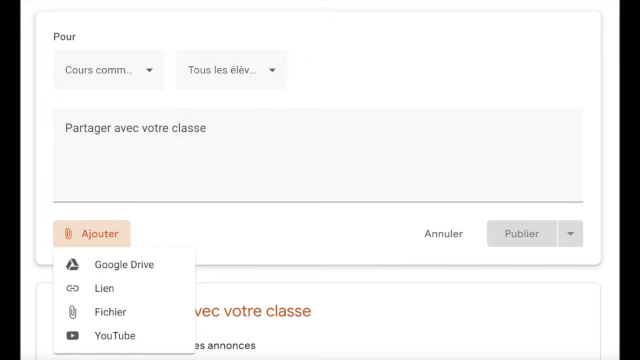 Pour
Cours comm... Tous les élèv...
Partager avec votre classe
Ajouter Annuler Publier
Google Drive
Lien
Fichier
YouTube
vec votre classe
es annonces